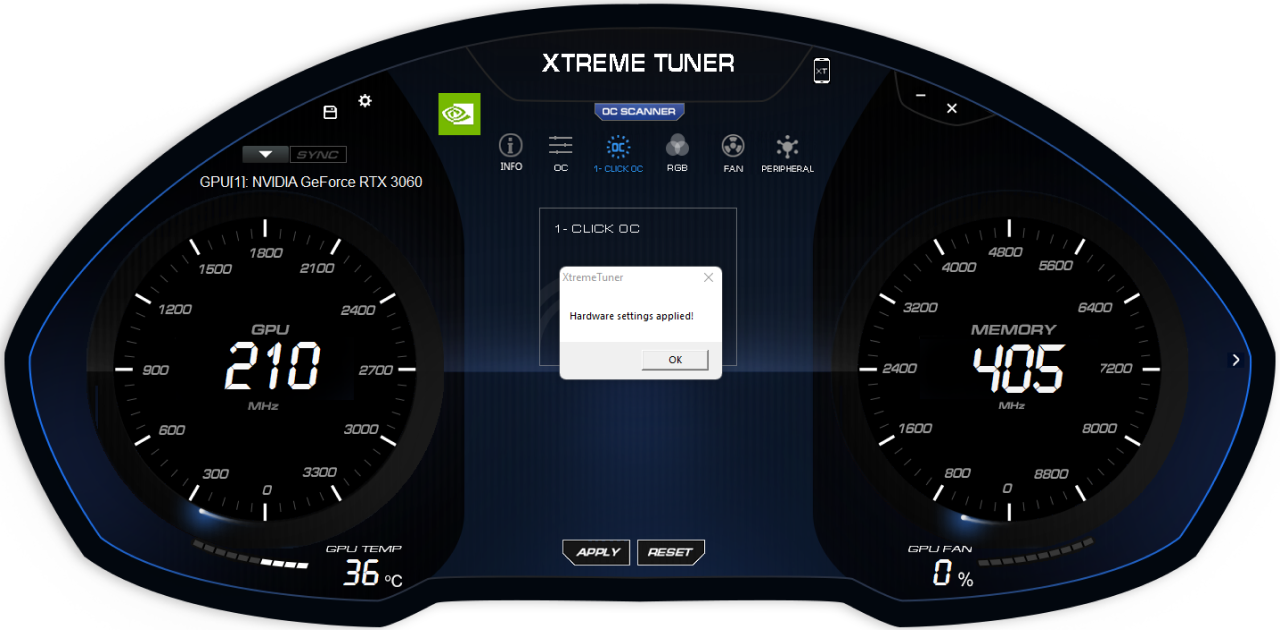 XTREME TUNER
XT
OC SCANNER
SYNC
GPU[1]: NVIDIA GeForce RTX 3060
INFO
OC
OC
1- CLICK OC
RGB
FAN
PERIPHERAL
1- CLICK OC
XtremeTuner
Hardware settings applied!
OK
0
300
600
900
1200
1500
1800
2100
2400
2700
3000
3300
GPU
210
MHz
GPU TEMP
36 °C
0
800
1600
2400
3200
4000
4800
5600
6400
7200
8000
8800
MEMORY
405
MHz
GPU FAN
0 %
APPLY
RESET